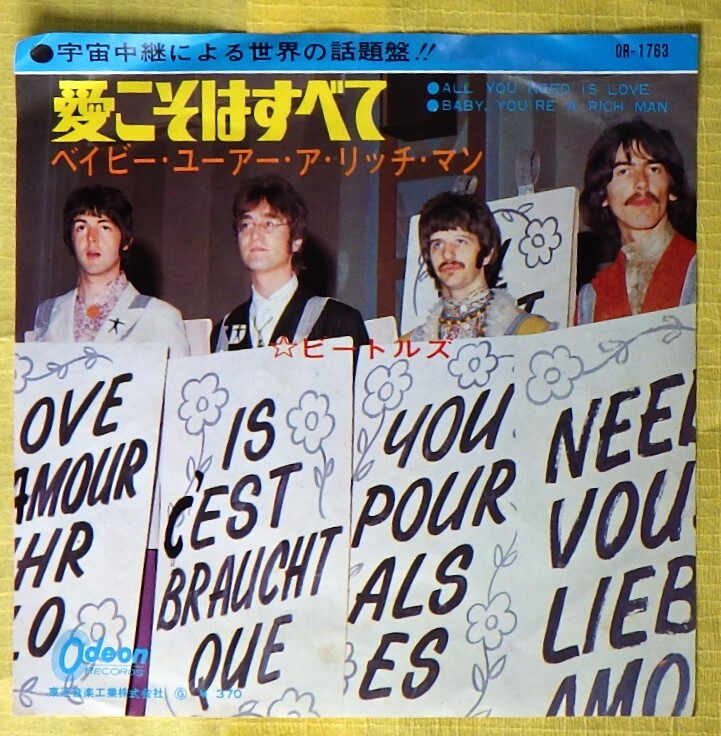 ●宇宙中継による世界の話題盤!! OR-1763
愛こそはすべて
●ALL YOU NEED IS LOVE
●BABY, YOU'RE A RICH MAN
ベイビー・ユーアー・ア・リッチ・マン
☆ビートルズ
OVE
AMOUR
HR
LO
IS
C'EST
BRAUCHT
QUE
YOU
POUR
ALS
ES
NEE
VOU
LIEB
AMO
Odeon
RECORDS
東芝音楽工業株式会社 Ⓖ ¥370